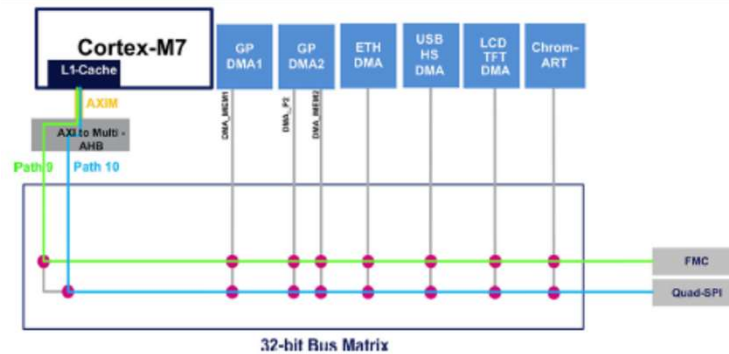 Cortex-M7
L1-Cache
GP
DMA1
GP
DMA2
ETH
DMA
USB
HS
DMA
LCD
TFT
DMA
Chrom-
ART
AXIM
DMA_MEM1
DMA_P2
DMA_MEM2
AXI to Multi -
AHB
Path 9
Path 10
FMC
Quad-SPI
32-bit Bus Matrix